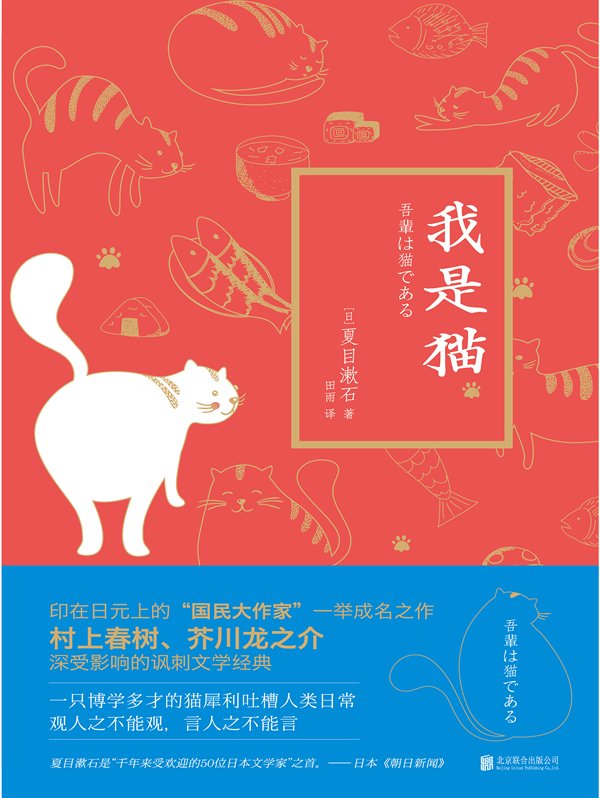 我是猫
吾輩は猫である
[日]夏目漱石 著
田雨 译
印在日元上的“国民大作家”一举成名之作
村上春树、芥川龙之介
深受影响的讽刺文学经典
一只博学多才的猫犀利吐槽人类日常
观人之不能观，言人之不能言
夏目漱石是“千年来受欢迎的50位日本文学家”之首。——日本《朝日新闻》
吾輩は猫である
北京联合出版公司
Beijing United Publishing Co.,Ltd.